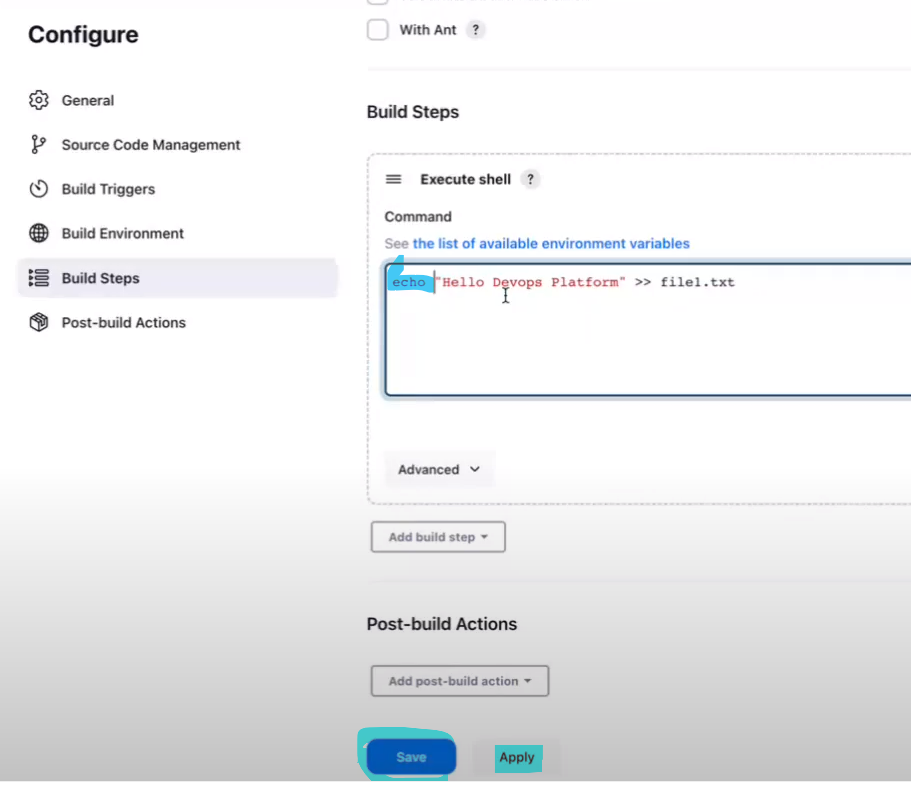 Configure
With Ant ?
General
Source Code Management
Build Triggers
Build Environment
Build Steps
Post-build Actions
Build Steps
Execute shell ?
Command
See the list of available environment variables
echo "Hello Devops Platform" >> file1.txt
Advanced
Add build step
Post-build Actions
Add post-build action
Save
Apply